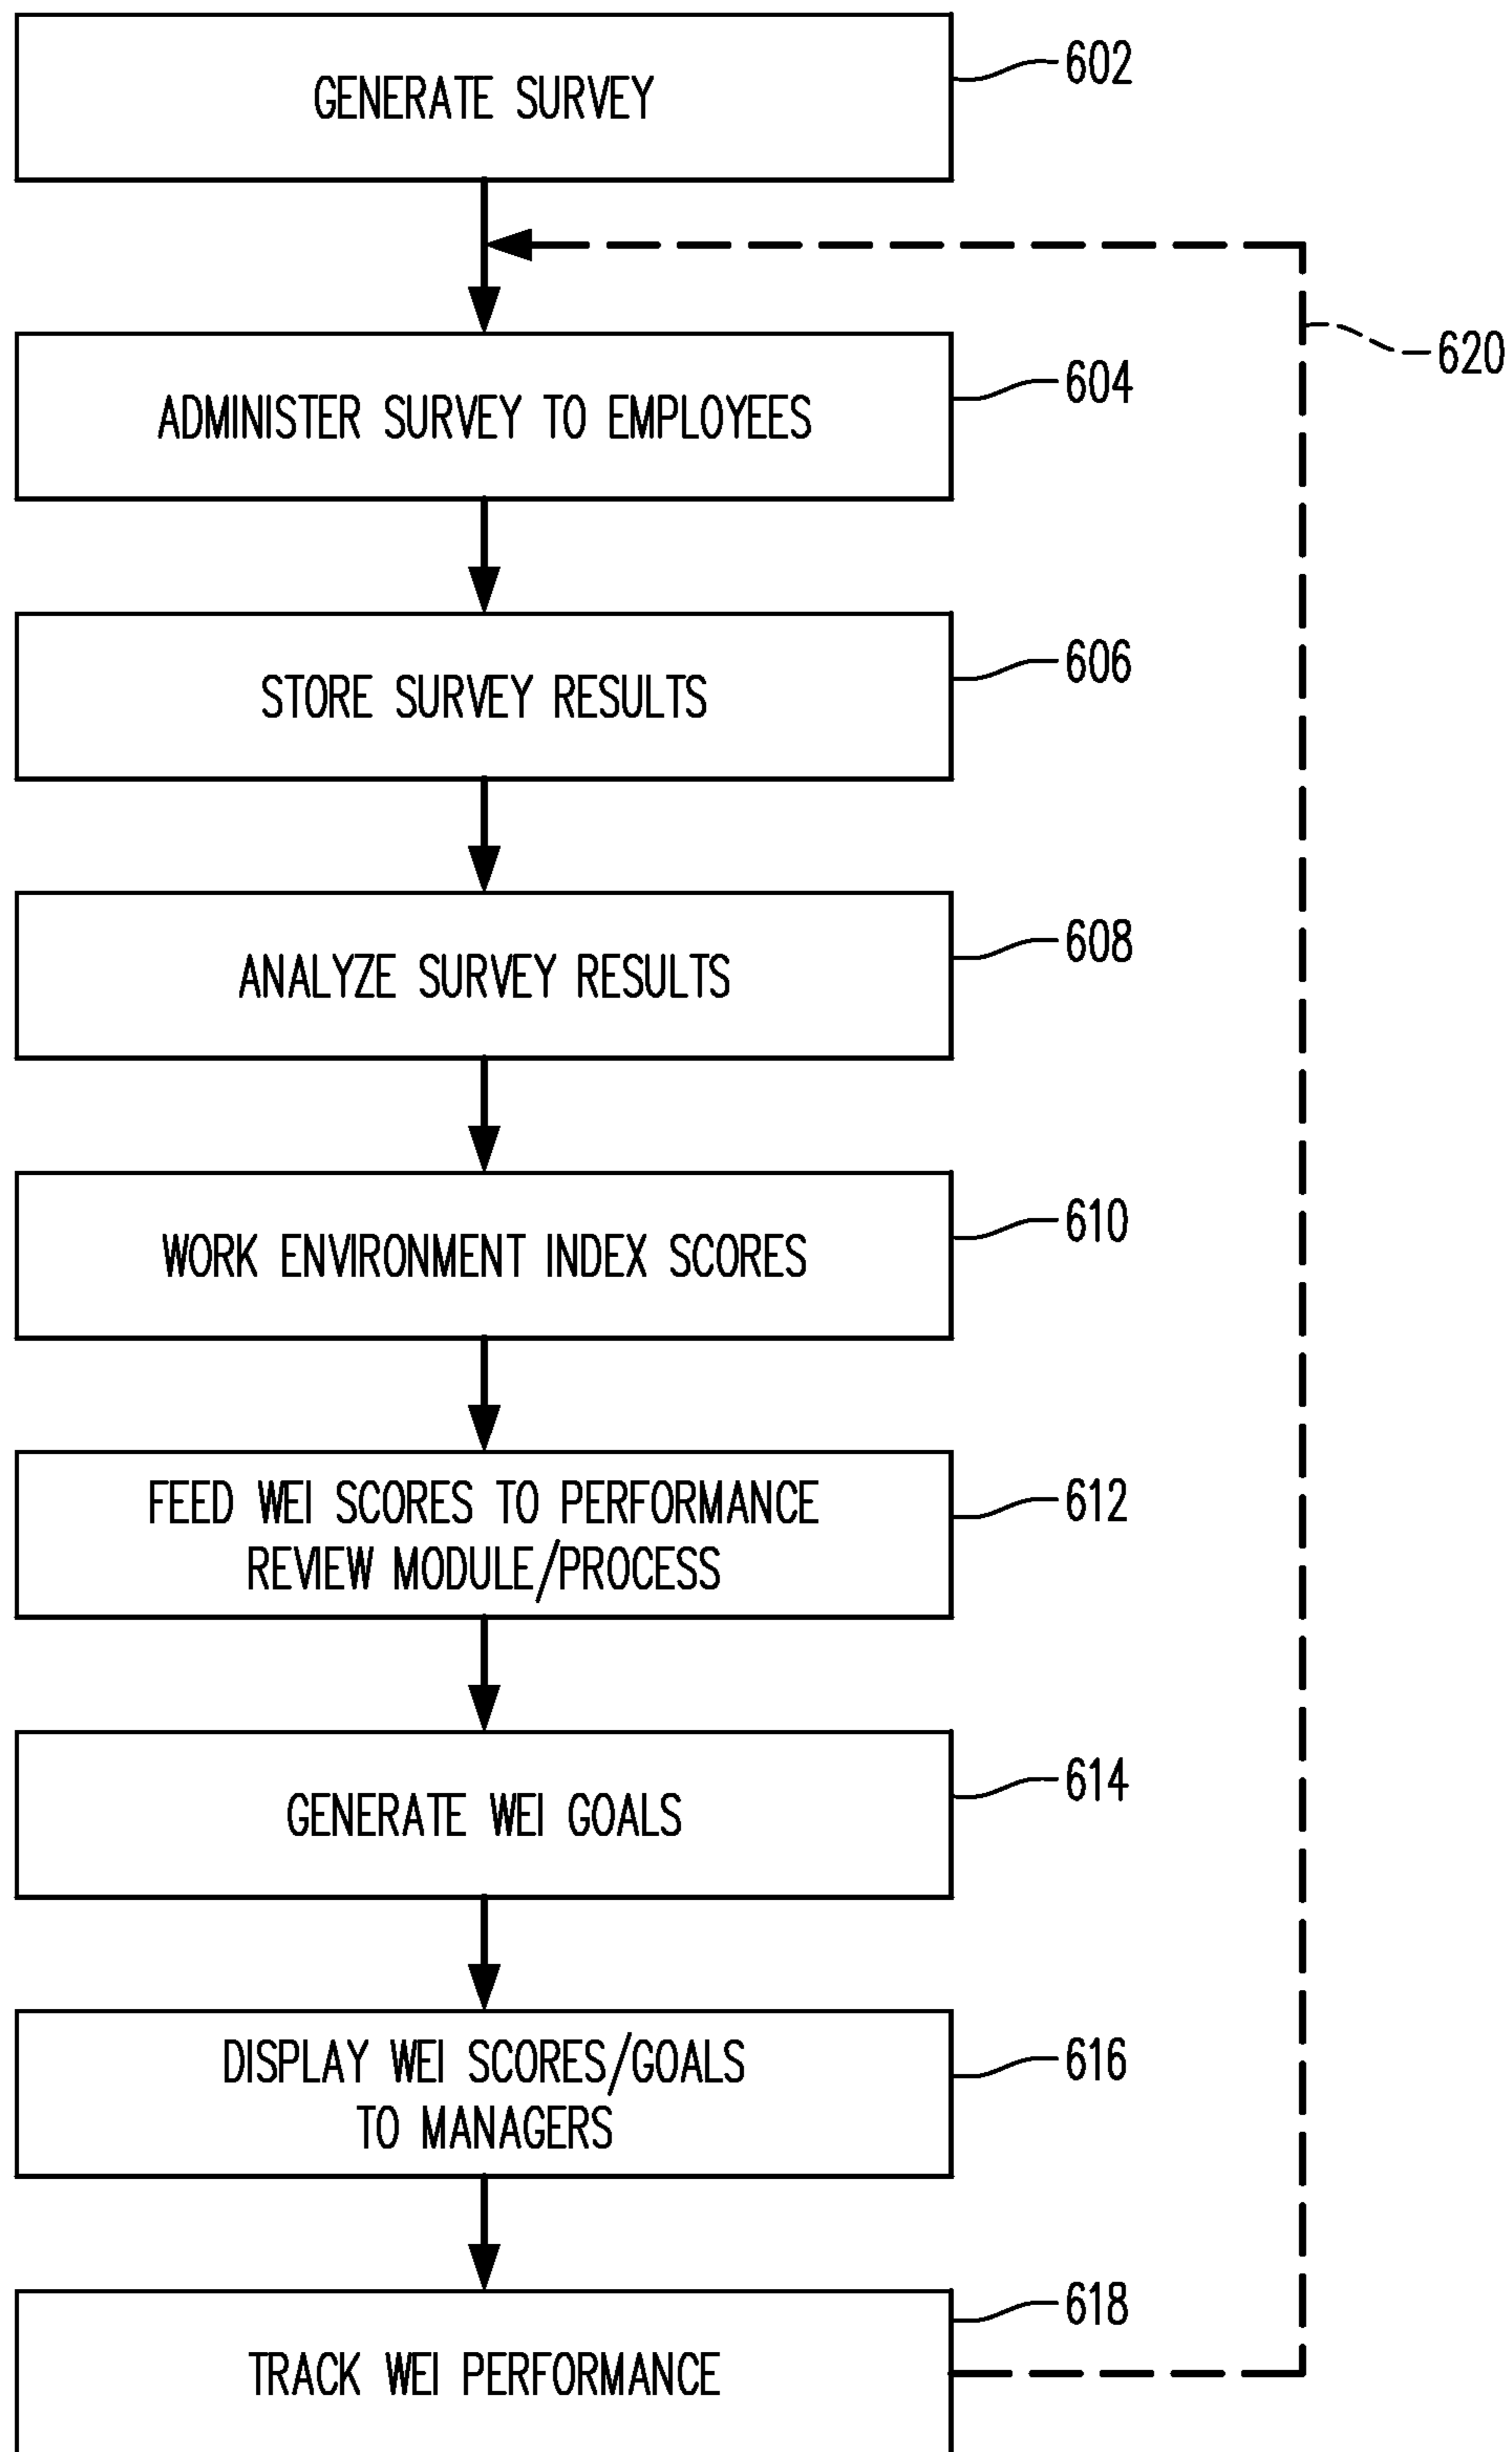 GENERATE SURVEY
602
620
ADMINISTER SURVEY TO EMPLOYEES
604
STORE SURVEY RESULTS
606
ANALYZE SURVEY RESULTS
608
WORK ENVIRONMENT INDEX SCORES
610
FEED WEI SCORES TO PERFORMANCE
REVIEW MODULE/PROCESS
612
GENERATE WEI GOALS
614
DISPLAY WEI SCORES/GOALS
TO MANAGERS
616
TRACK WEI PERFORMANCE
618